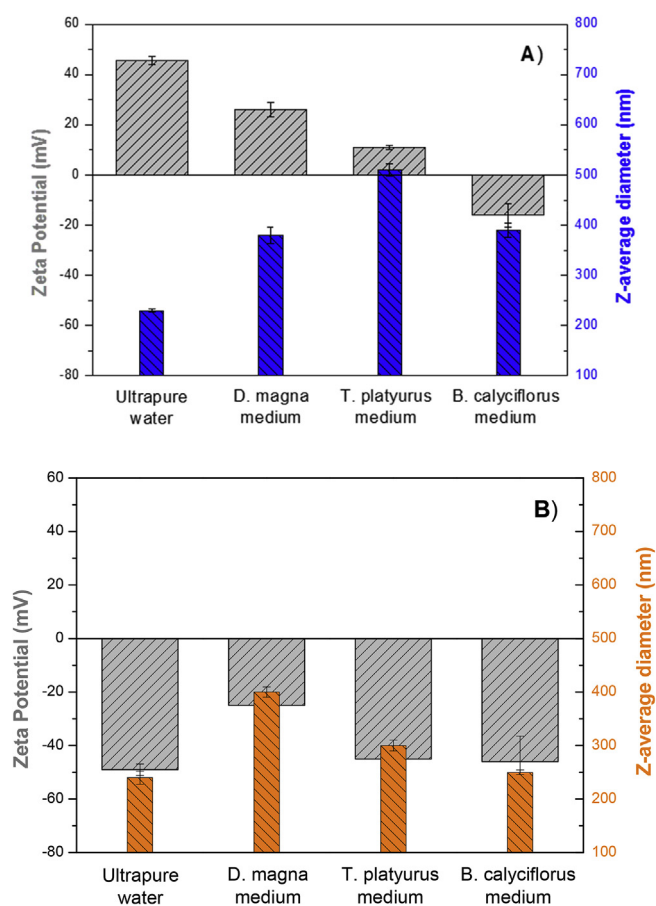 A)
Zeta Potential (mV)
60
40
20
0
-20
-40
-60
-80
800
700
600
500
400
300
200
100
Z-average diameter (nm)
Ultrapure water
D. magna medium
T. platyurus medium
B. calyciflorus medium
B)
Zeta Potential (mV)
60
40
20
0
-20
-40
-60
-80
800
700
600
500
400
300
200
100
Z-average diameter (nm)
Ultrapure water
D. magna medium
T. platyurus medium
B. calyciflorus medium